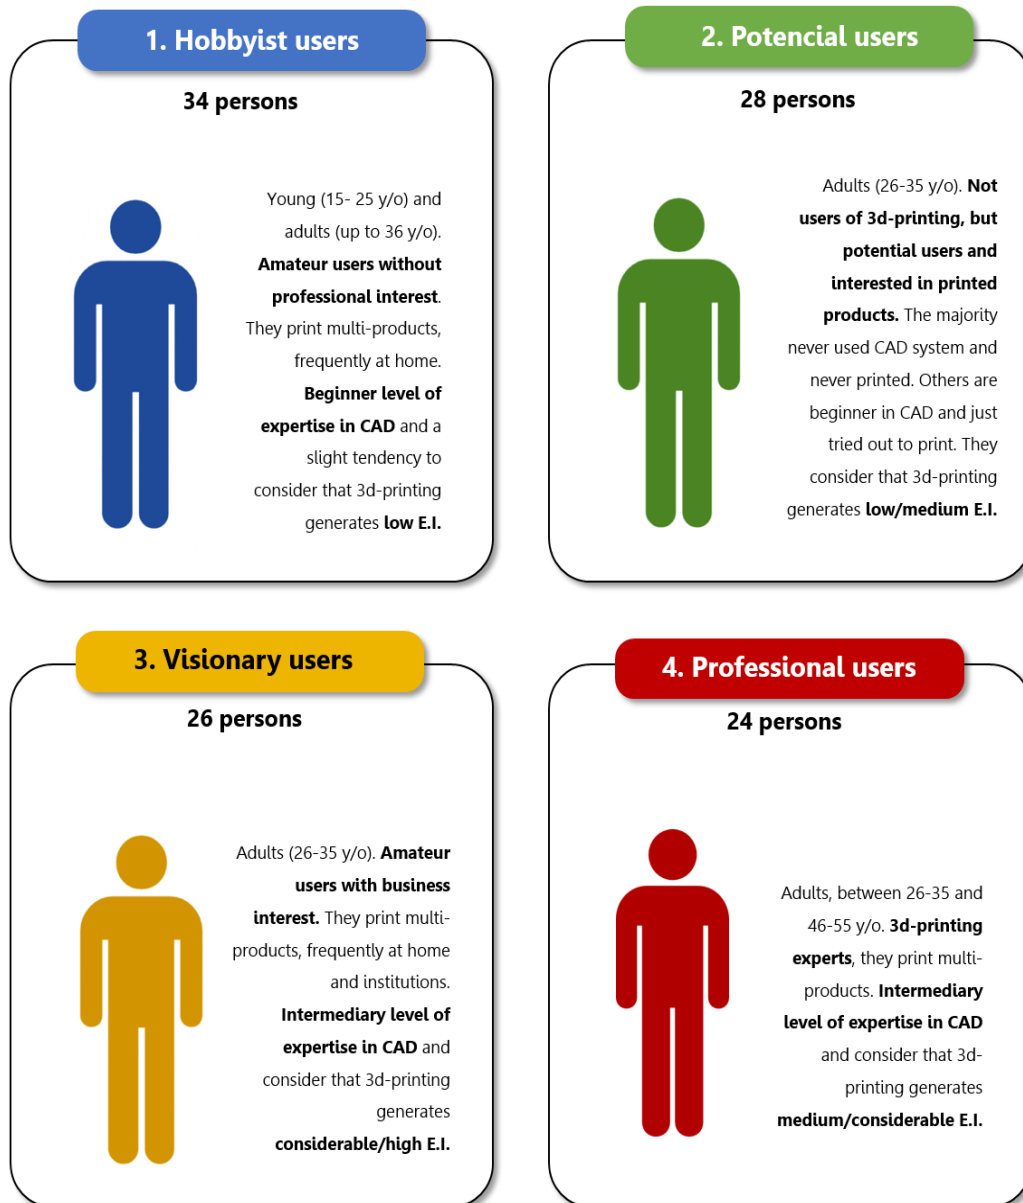 1. Hobbyist users
34 persons
Young (15- 25 y/o) and
adults (up to 36 y/o).
Amateur users without
professional interest.
They print multi-products,
frequently at home.
Beginner level of
expertise in CAD and a
slight tendency to
consider that 3d-printing
generates low E.I.
2. Potencial users
28 persons
Adults (26-35 y/o). Not
users of 3d-printing, but
potential users and
interested in printed
products. The majority
never used CAD system and
never printed. Others are
beginner in CAD and just
tried out to print. They
consider that 3d-printing
generates low/medium E.I.
3. Visionary users
26 persons
Adults (26-35 y/o). Amateur
users with business
interest. They print multi-
products, frequently at home
and institutions.
Intermediary level of
expertise in CAD and
consider that 3d-printing
generates
considerable/high E.I.
4. Professional users
24 persons
Adults, between 26-35 and
46-55 y/o. 3d-printing
experts, they print multi-
products. Intermediary
level of expertise in CAD
and consider that 3d-
printing generates
medium/considerable E.I.